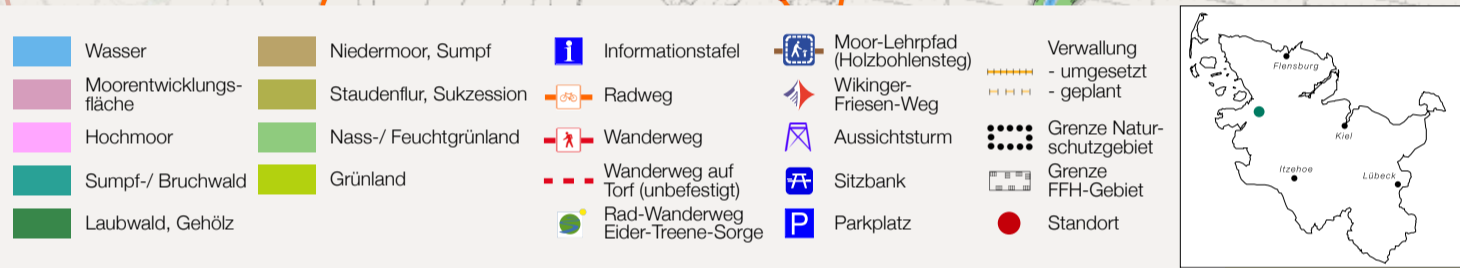 Wasser
Moorentwicklungs-
fläche
Hochmoor
Sumpf-/ Bruchwald
Laubwald, Gehölz
Niedermoor, Sumpf
Staudenflur, Sukzession
Nass-/ Feuchtgrünland
Grünland
i
Informationstafel
Radweg
Wanderweg
Wanderweg auf
Torf (unbefestigt)
Rad-Wanderweg
Eider-Treene-Sorge
Moor-Lehrpfad
(Holzbohlensteg)
Wikinger-
Friesen-Weg
Aussichtsturm
Sitzbank
P
Parkplatz
Verwallung
- umgesetzt
- geplant
Grenze Natur-
schutzgebiet
Grenze
FFH-Gebiet
Standort
Flensburg
Kiel
Itzehoe
Lübeck